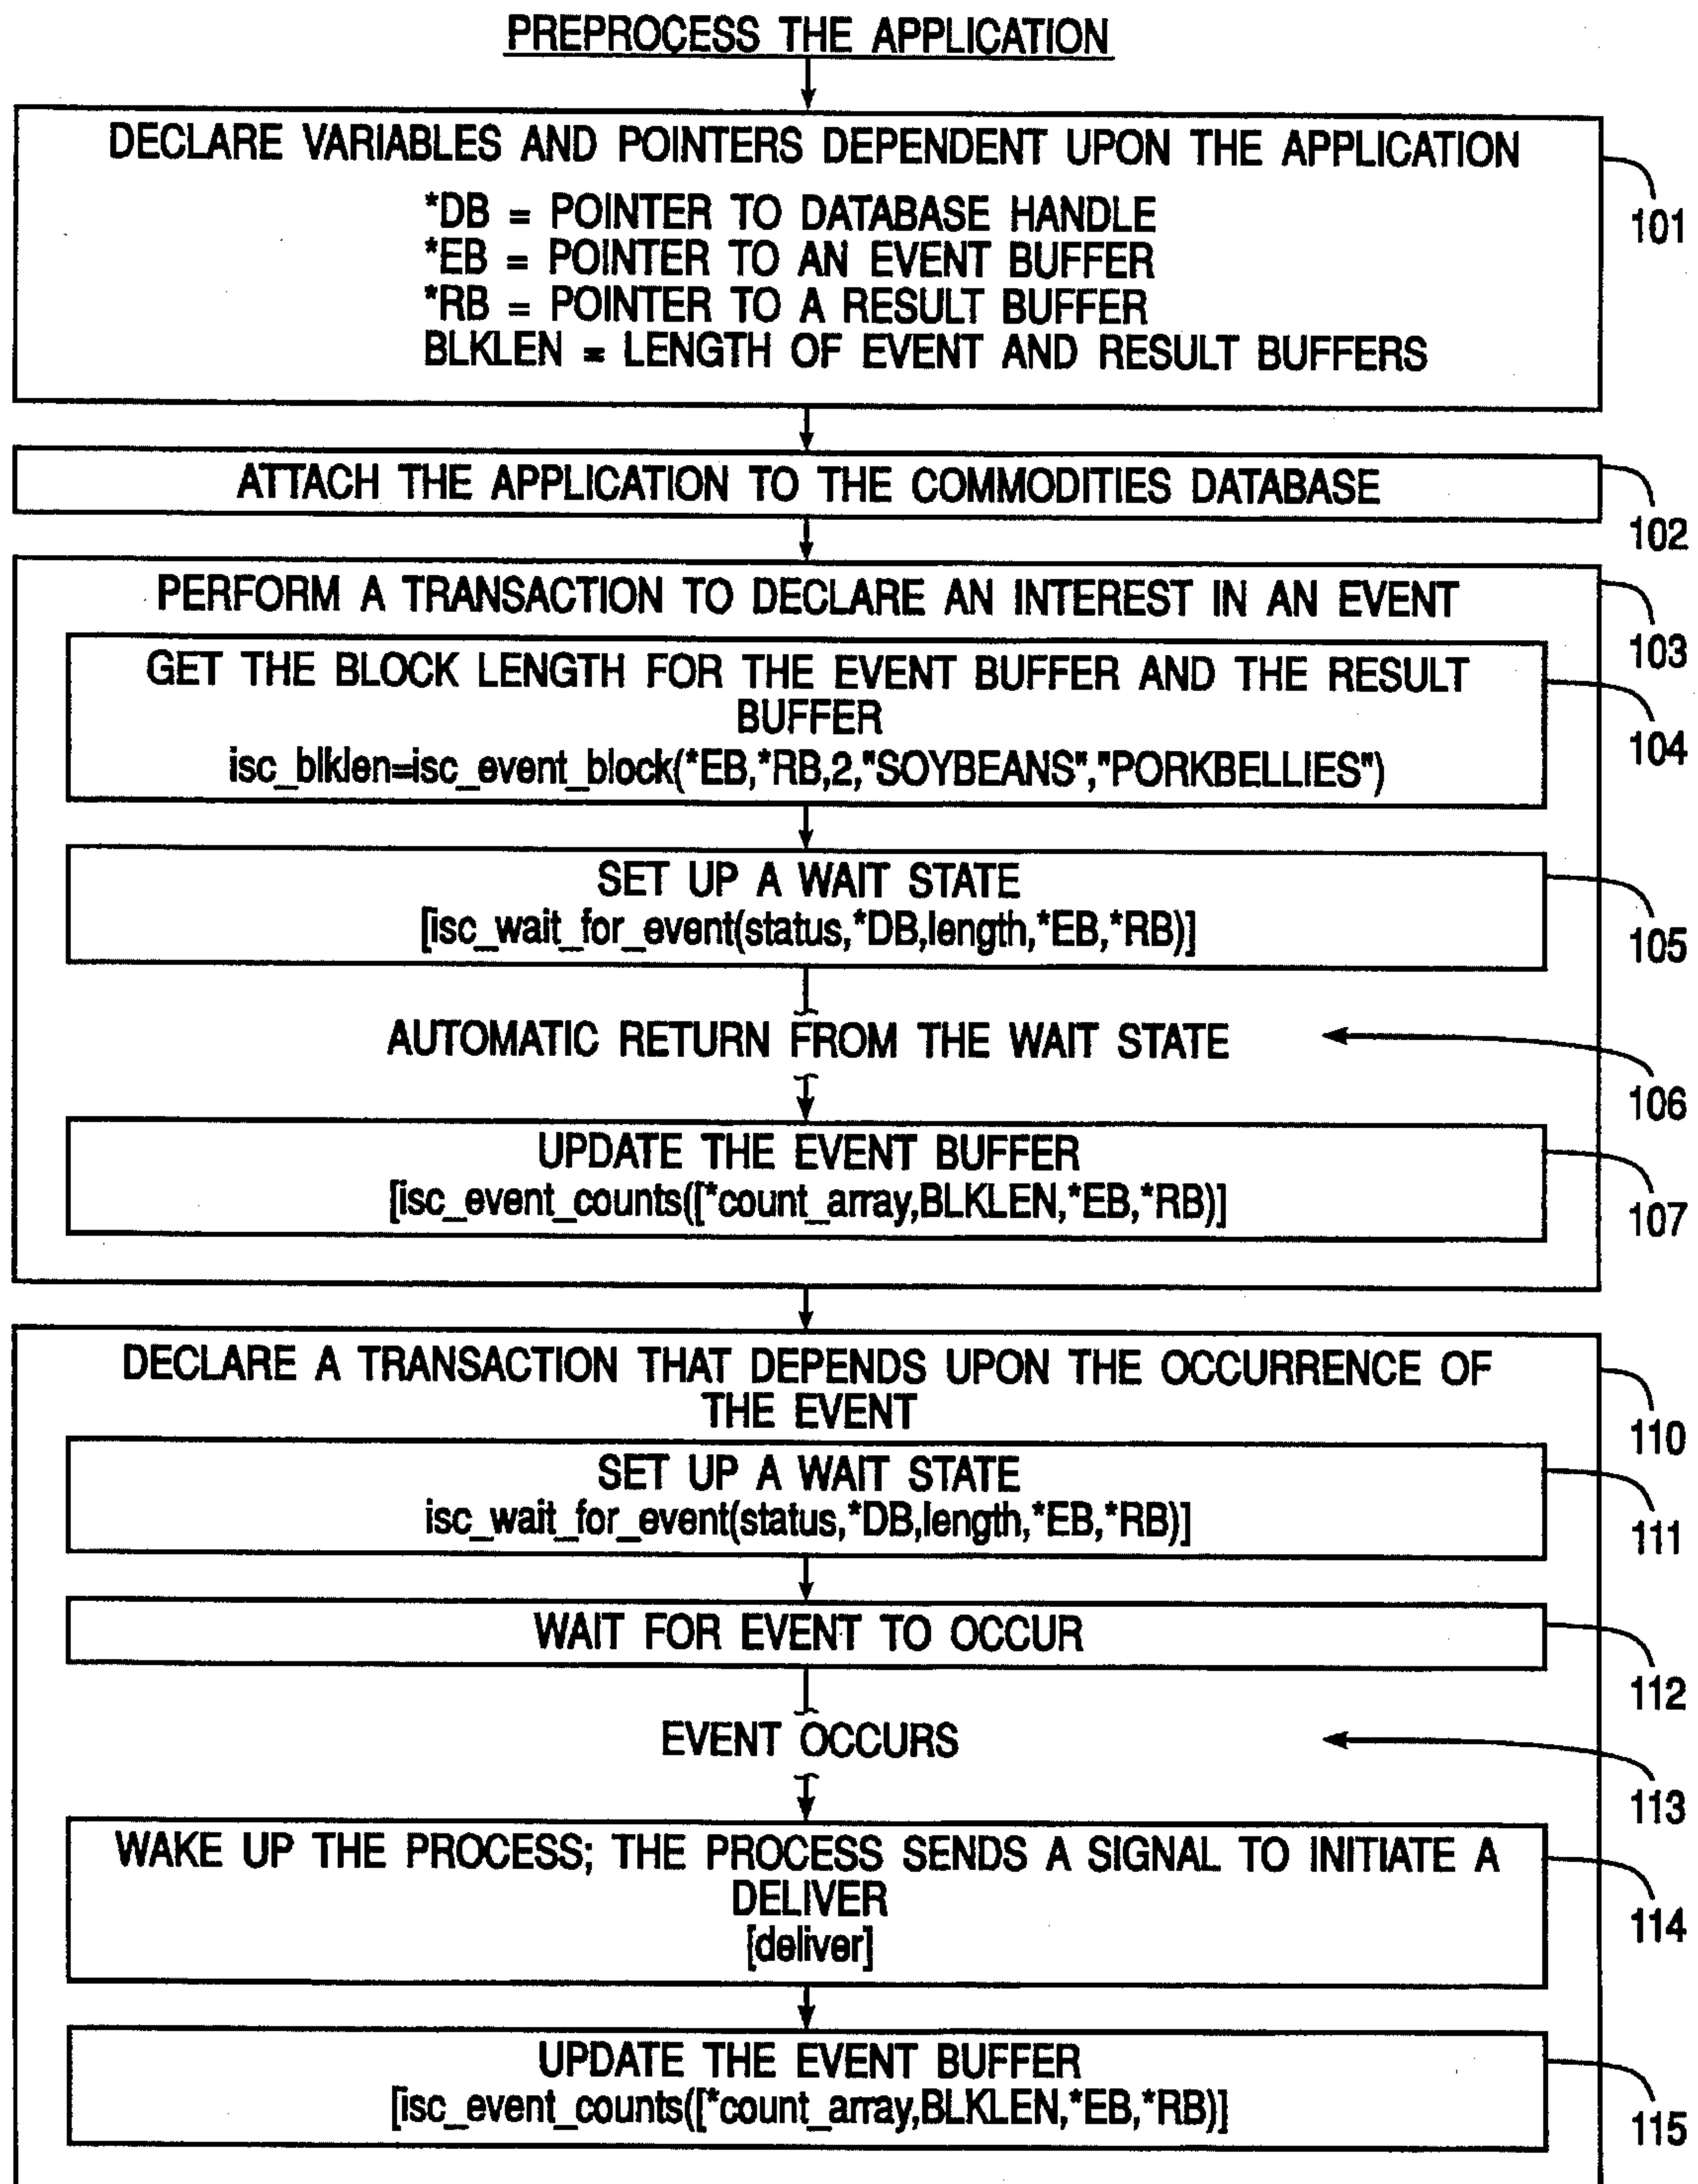 PREPROCESS THE APPLICATION
DECLARE VARIABLES AND POINTERS DEPENDENT UPON THE APPLICATION
*DB = POINTER TO DATABASE HANDLE
*EB = POINTER TO AN EVENT BUFFER
*RB = POINTER TO A RESULT BUFFER
BLKLEN = LENGTH OF EVENT AND RESULT BUFFERS
101
ATTACH THE APPLICATION TO THE COMMODITIES DATABASE
102
PERFORM A TRANSACTION TO DECLARE AN INTEREST IN AN EVENT
103
GET THE BLOCK LENGTH FOR THE EVENT BUFFER AND THE RESULT
BUFFER
isc_blklen=isc_event_block(*EB,*RB,2,"SOYBEANS","PORKBELLIES")
104
SET UP A WAIT STATE
[isc_wait_for_event(status,*DB,length,*EB,*RB)]
105
AUTOMATIC RETURN FROM THE WAIT STATE
106
UPDATE THE EVENT BUFFER
[isc_event_counts([*count_array,BLKLEN,*EB,*RB)]
107
DECLARE A TRANSACTION THAT DEPENDS UPON THE OCCURRENCE OF
THE EVENT
110
SET UP A WAIT STATE
isc_wait_for_event(status,*DB,length,*EB,*RB)]
111
WAIT FOR EVENT TO OCCUR
112
EVENT OCCURS
113
WAKE UP THE PROCESS; THE PROCESS SENDS A SIGNAL TO INITIATE A
DELIVER
[deliver]
114
UPDATE THE EVENT BUFFER
[isc_event_counts([*count_array,BLKLEN,*EB,*RB)]
115